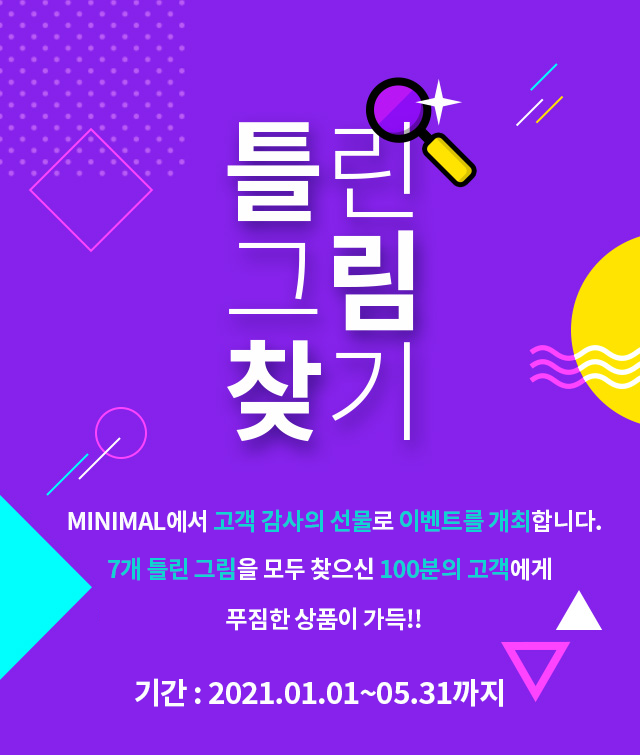 틀린
그림
찾기
MINIMAL에서 고객 감사의 선물로 이벤트를 개최합니다.
7개 틀린 그림을 모두 찾으신 100분의 고객에게
푸짐한 상품이 가득!!
기간 : 2021.01.01~05.31까지